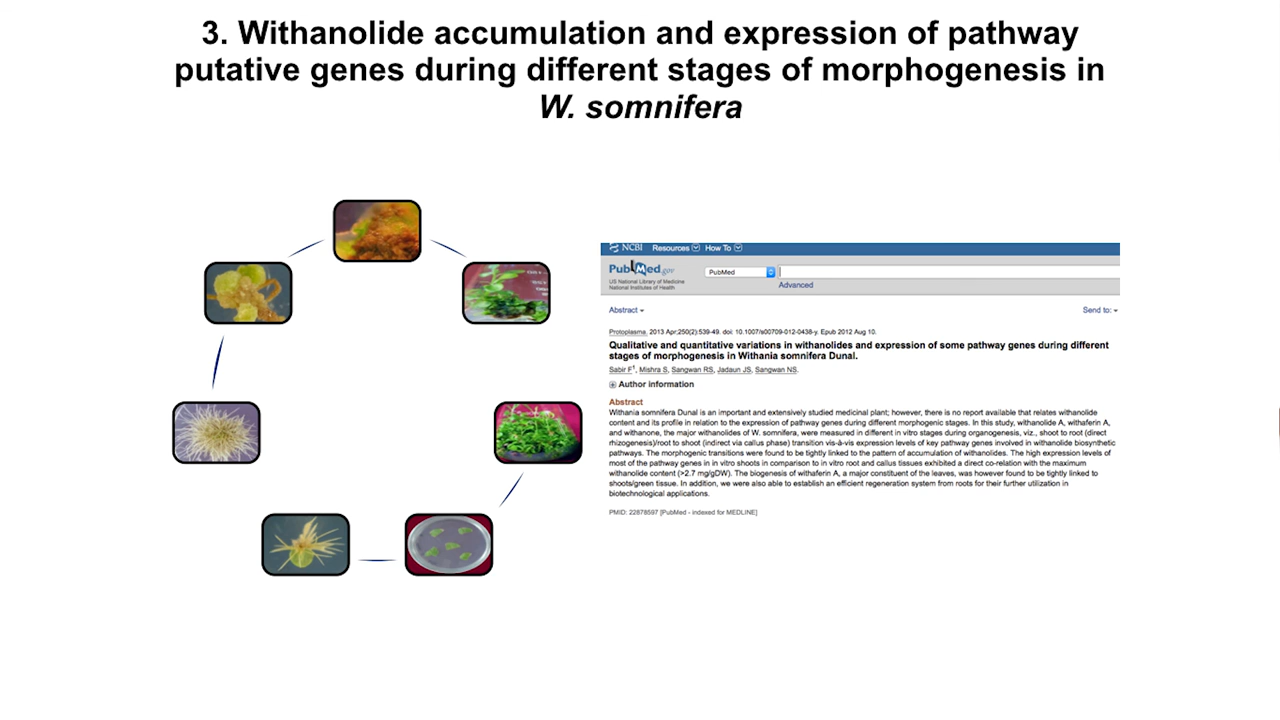 3. Withanolide accumulation and expression of pathway
putative genes during different stages of morphogenesis in
W. somnifera
NCBI Resources How To
PubMed.gov
US National Library of Medicine
National Institutes of Health
PubMed
Advanced
Abstract
Send to:
Protoplasma. 2013 Apr;250(2):539-49. doi: 10.1007/s00709-012-0438-y. Epub 2012 Aug 10.
Qualitative and quantitative variations in withanolides and expression of some pathway genes during different
stages of morphogenesis in Withania somnifera Dunal.
Sabir F1, Mishra S, Sangwan RS, Jadaun JS, Sangwan NS.
Author information
Abstract
Withania somnifera Dunal is an important and extensively studied medicinal plant; however, there is no report available that relates withanolide
content and its profile in relation to the expression of pathway genes during different morphogenic stages. In this study, withanolide A, withaferin A,
and withanone, the major withanolides of W. somnifera, were measured in different in vitro stages during organogenesis, viz., shoot to root (direct
rhizogenesis)/root to shoot (indirect via callus phase) transition vis-à-vis expression levels of key pathway genes involved in withanolide biosynthetic
pathways. The morphogenic transitions were found to be tightly linked to the pattern of accumulation of withanolides. The high expression levels of
most of the pathway genes in in vitro shoots in comparison to in vitro root and callus tissues exhibited a direct co-relation with the maximum
withanolide content (>2.7 mg/gDW). The biogenesis of withaferin A, a major constituent of the leaves, was however found to be tightly linked to
shoots/green tissue. In addition, we were also able to establish an efficient regeneration system from roots for their further utilization in
biotechnological applications.
PMID: 22878597 [PubMed - indexed for MEDLINE]